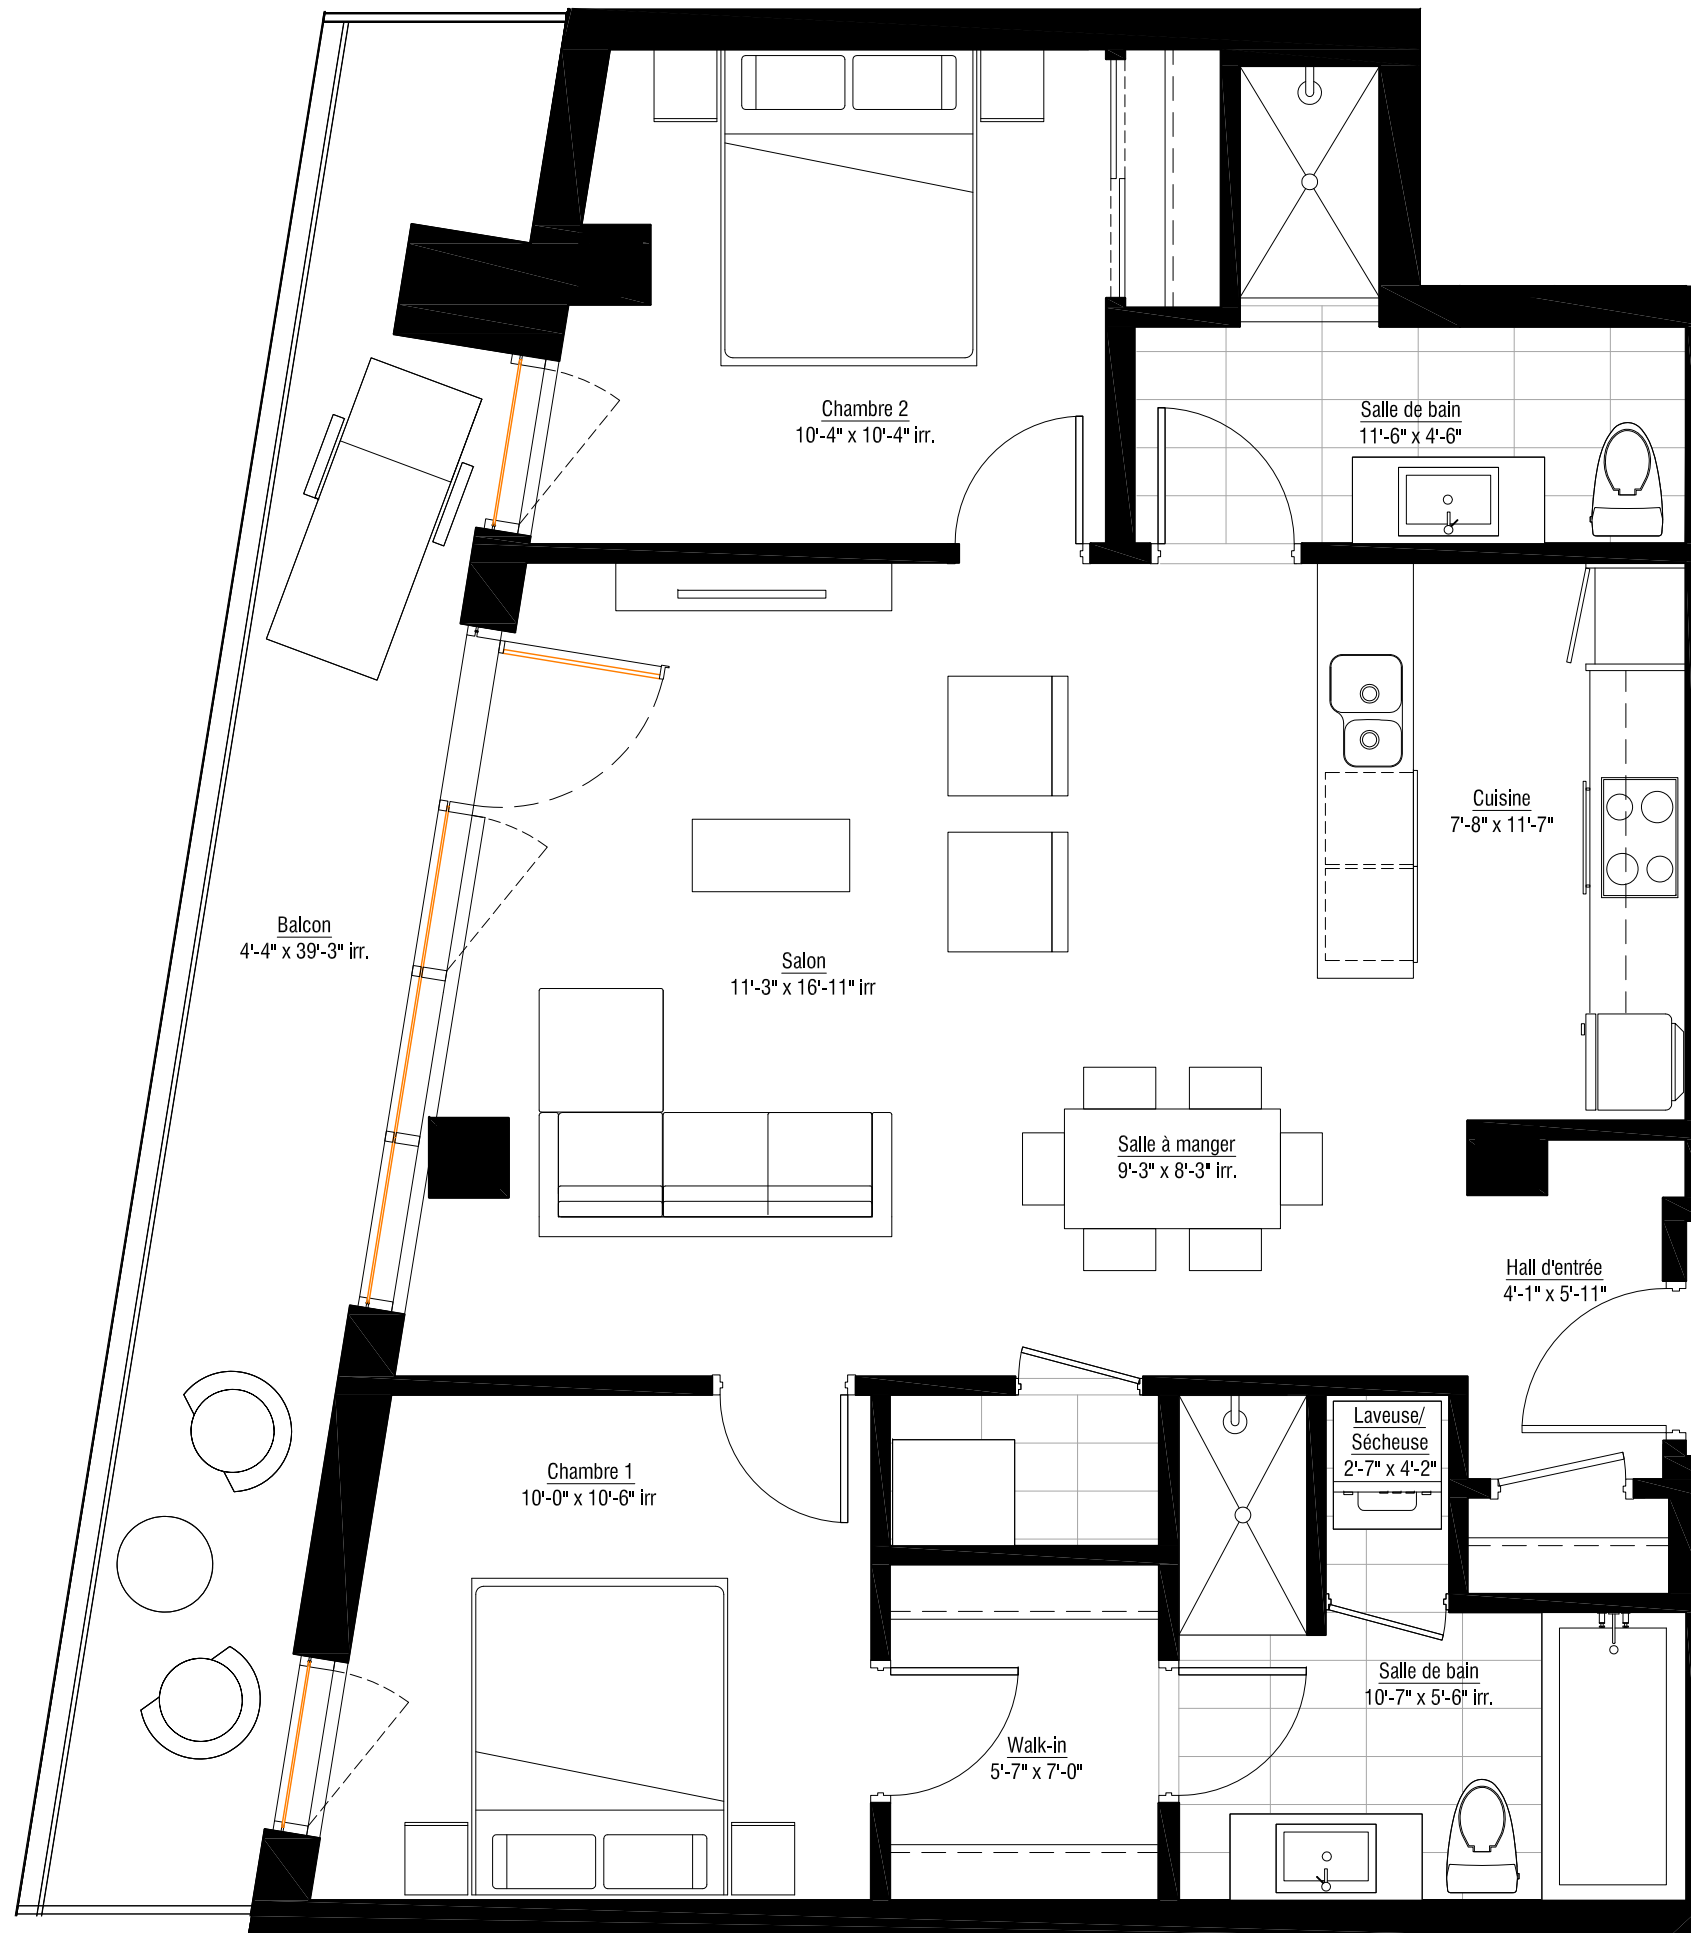 Chambre 2
10'-4" x 10'-4" irr.
Salle de bain
11'-6" x 4'-6"
Cuisine
7'-8" x 11'-7"
Balcon
4'-4" x 39'-3" irr.
Salon
11'-3" x 16'-11" irr
Salle à manger
9'-3" x 8'-3" irr.
Hall d'entrée
4'-1" x 5'-11"
Laveuse/
Sécheuse
2'-7" x 4'-2"
Chambre 1
10'-0" x 10'-6" irr
Salle de bain
10'-7" x 5'-6" irr.
Walk-in
5'-7" x 7'-0"